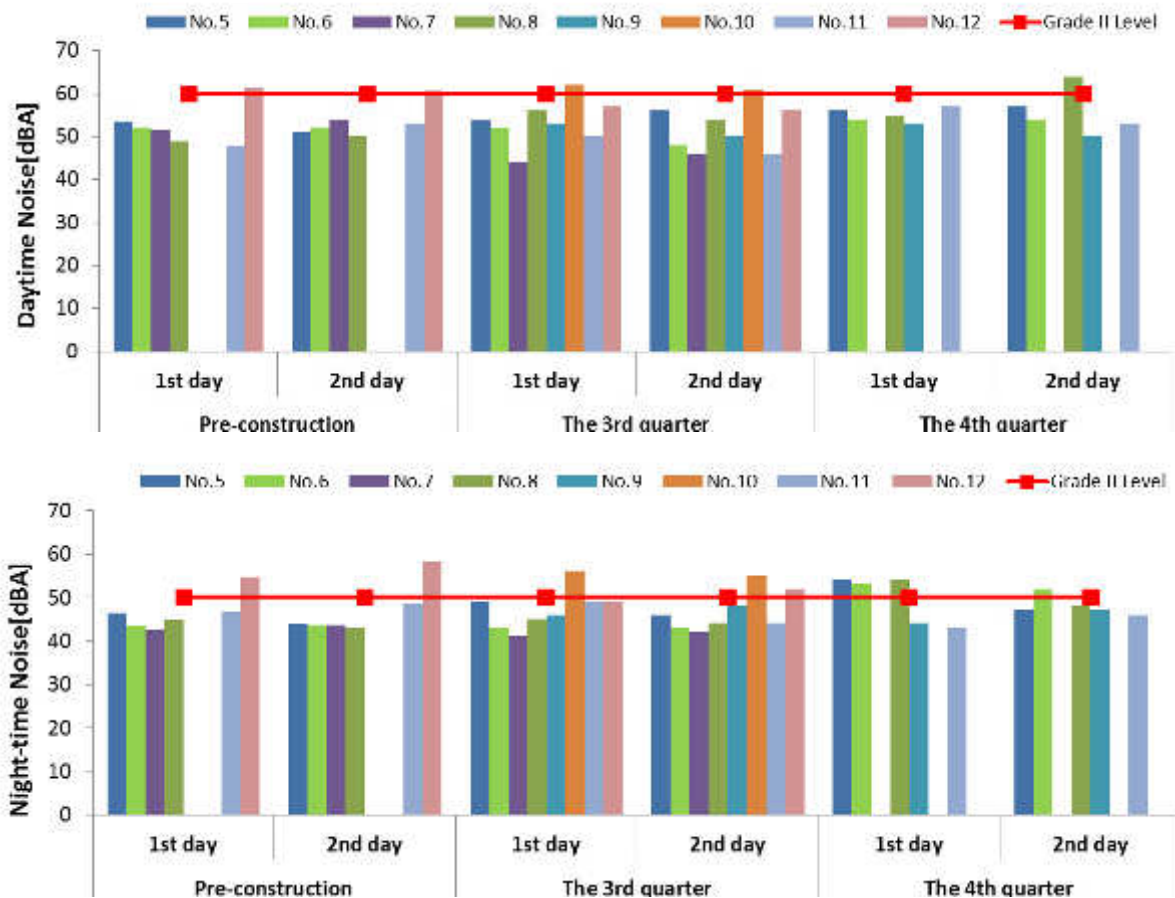 No.5 No.6 No.7 No.8 No.9 No.10 No.11 No.12 Grade II Level
Daytime Noise[dBA]
70
60
50
40
30
20
10
0
1st day 2nd day 1st day 2nd day 1st day 2nd day
Pre-construction The 3rd quarter The 4th quarter
No.5 No.6 No.7 No.8 No.9 No.10 No.11 No.12 Grade II Level
Night-time Noise[dBA]
70
60
50
40
30
20
10
0
1st day 2nd day 1st day 2nd day 1st day 2nd day
Pre-construction The 3rd quarter The 4th quarter